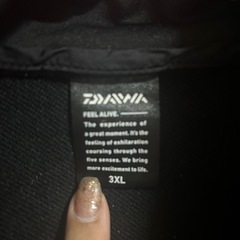 DAIWA
FEEL ALIVE.
The experience of
a great moment. It's the
feeling of exhilaration
coursing through the
five senses. We bring
more excitement to life.
3XL